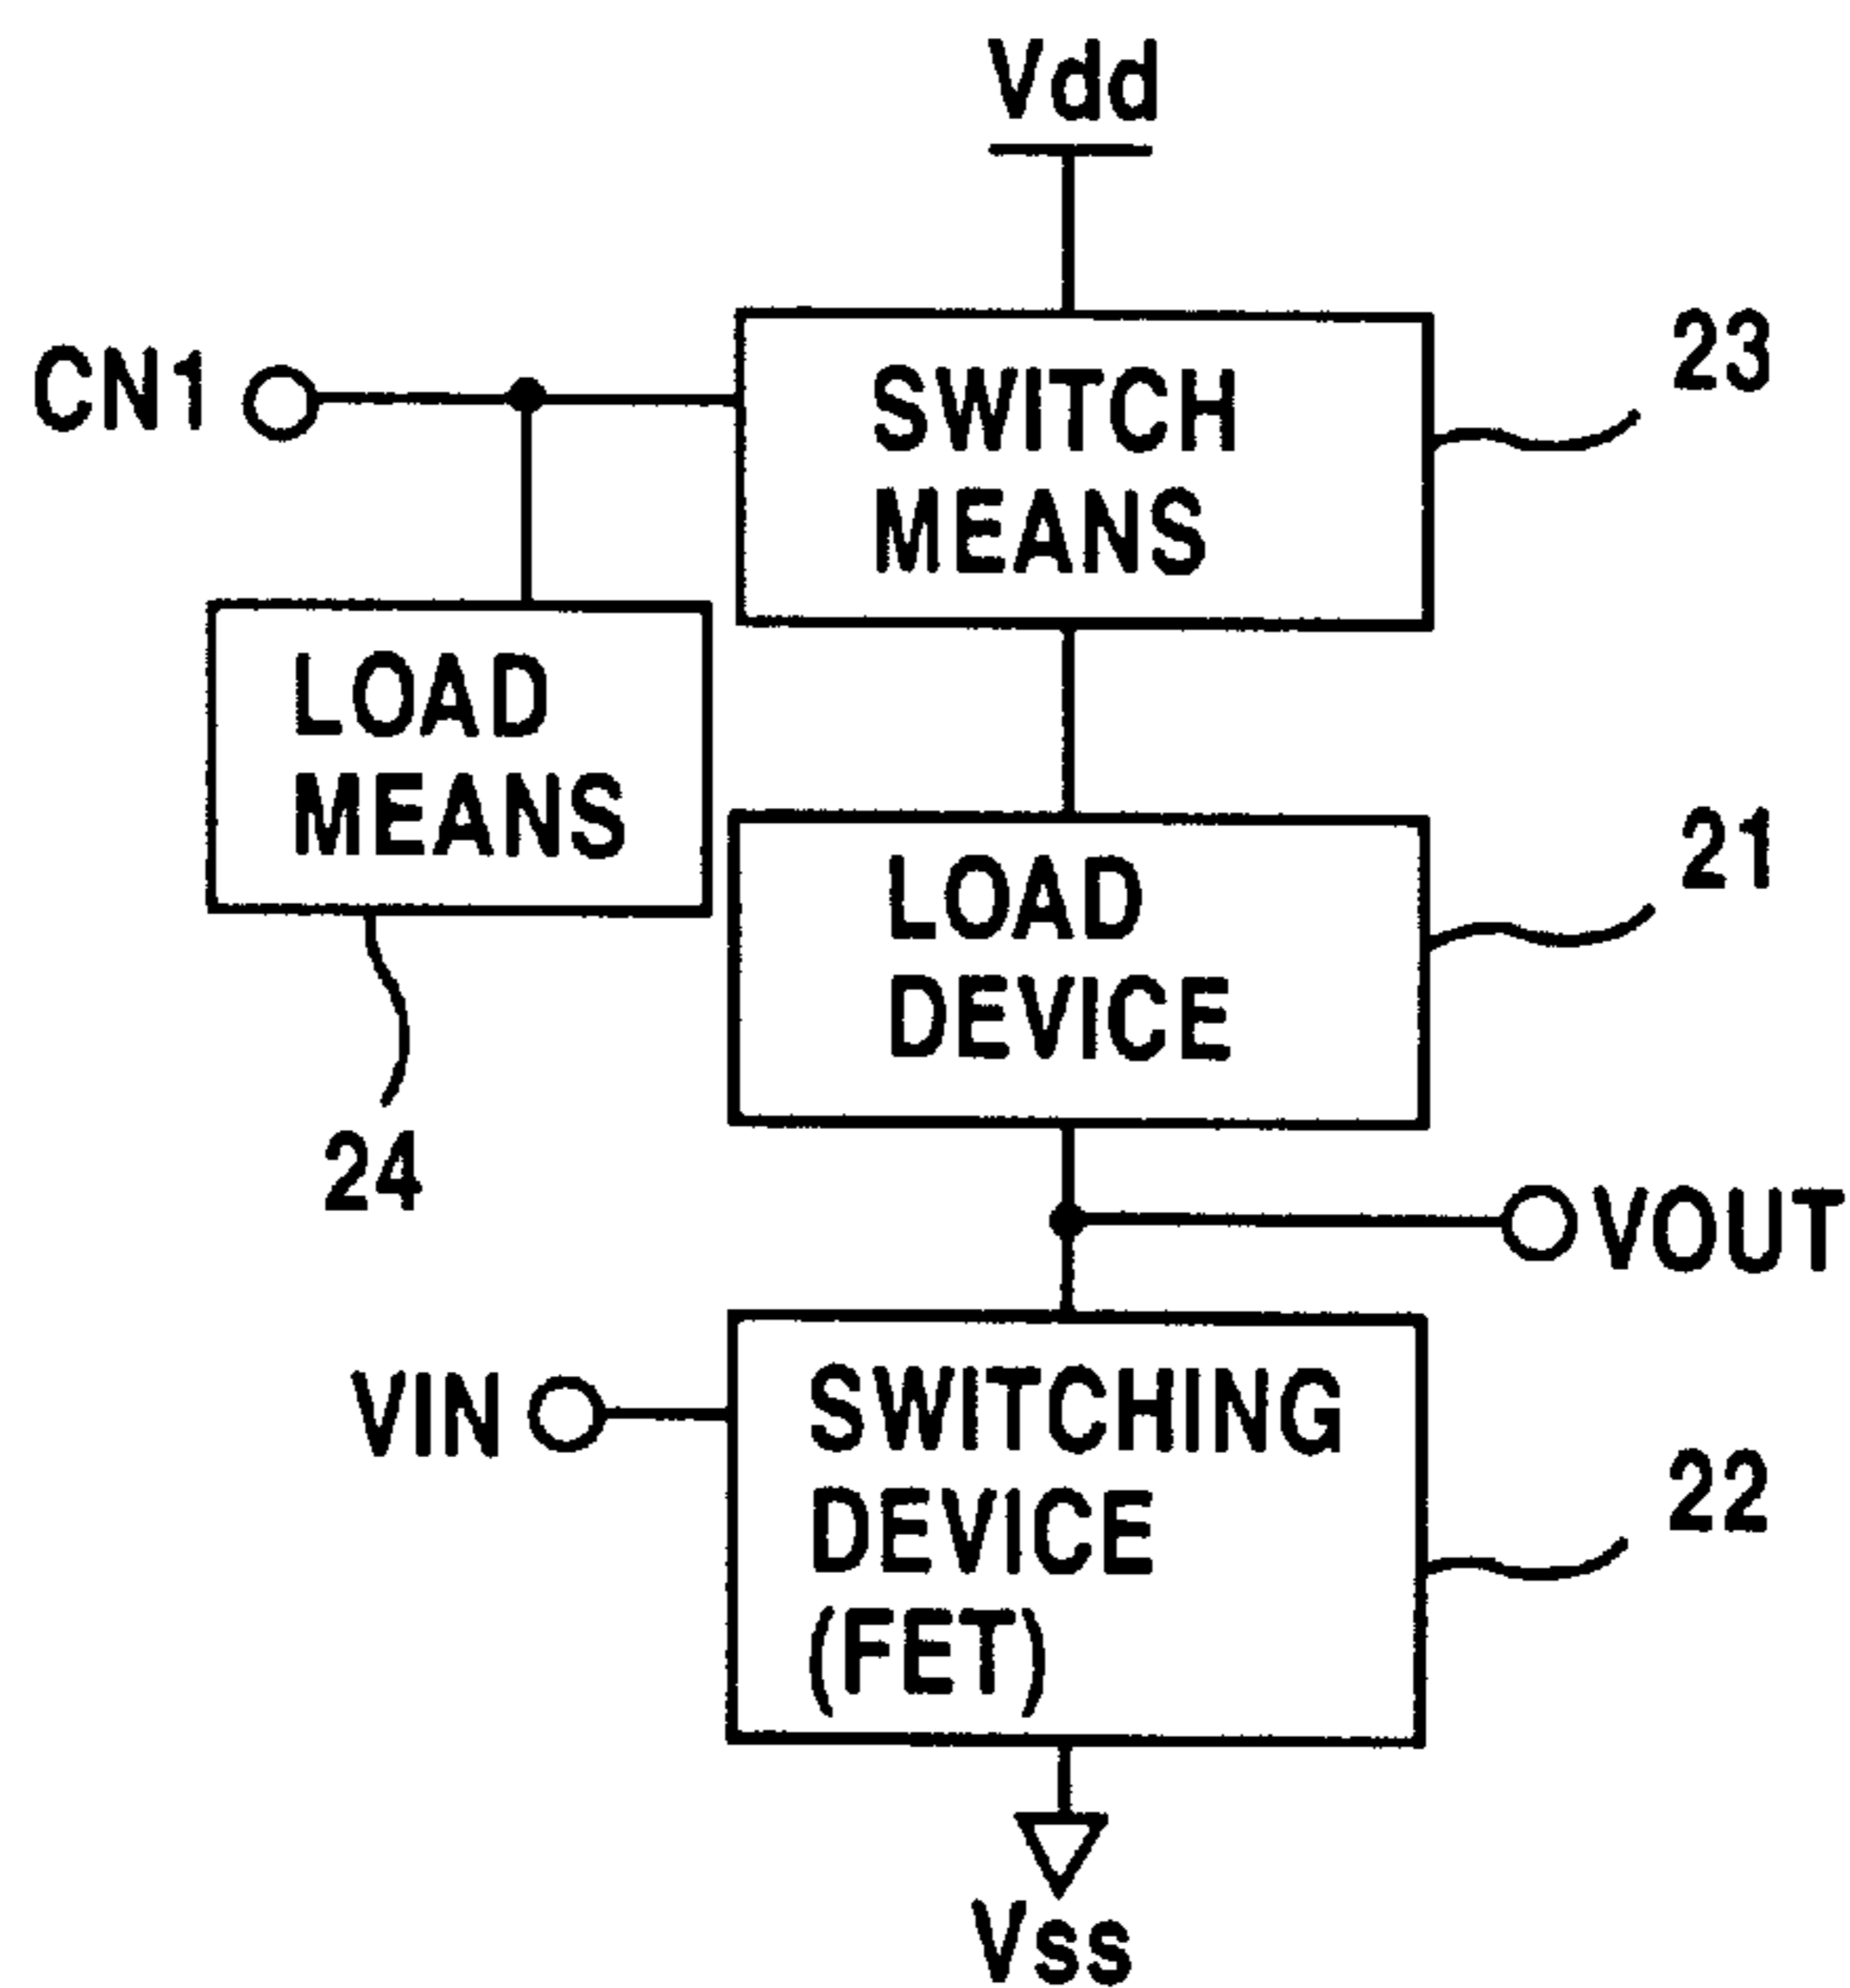 Vdd
CN1
SWITCH
MEANS
23
LOAD
MEANS
24
LOAD
DEVICE
21
VOUT
VIN
SWITCHING
DEVICE
(FET)
22
Vss